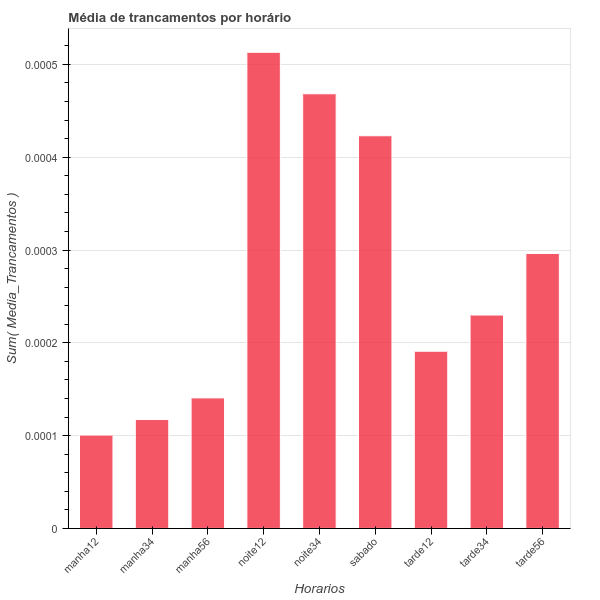 Média de trancamentos por horário
Sum( Media_Trancamentos )
0.0005
0.0004
0.0003
0.0002
0.0001
0
manha12
manha34
manha56
noite12
noite34
sabado
tarde12
tarde34
tarde56
Horarios